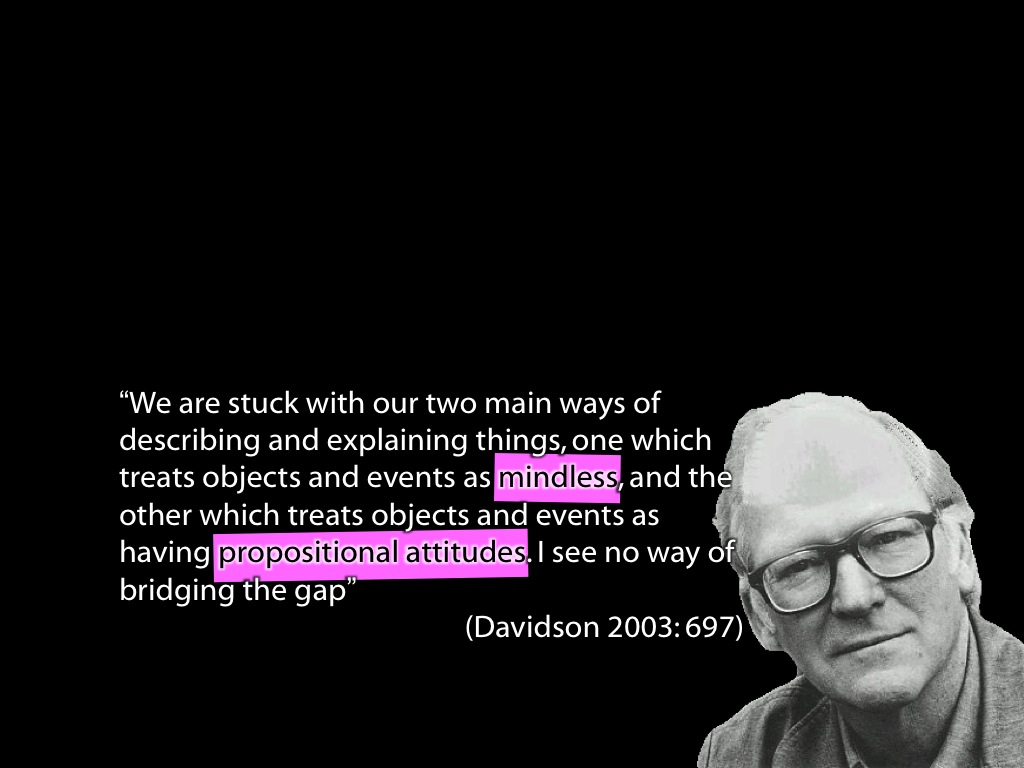 “We are stuck with our two main ways of
describing and explaining things, one which
treats objects and events as mindless, and the
other which treats objects and events as
having propositional attitudes. I see no way of
bridging the gap”
(Davidson 2003: 697)